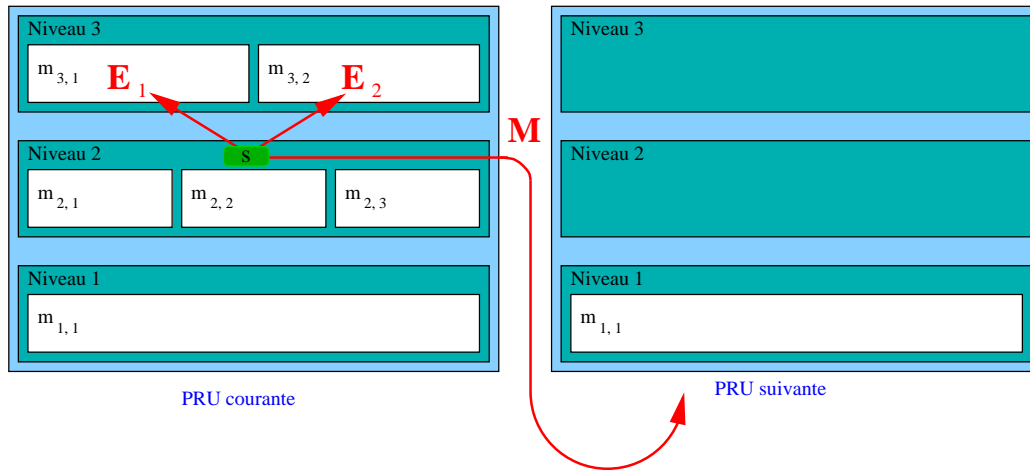 Niveau 3
m 3, 1
E 1
m 3, 2
E 2
M
Niveau 2
s
m 2, 1
m 2, 2
m 2, 3
Niveau 1
m 1, 1
PRU courante
Niveau 3
Niveau 2
Niveau 1
m 1, 1
PRU suivante